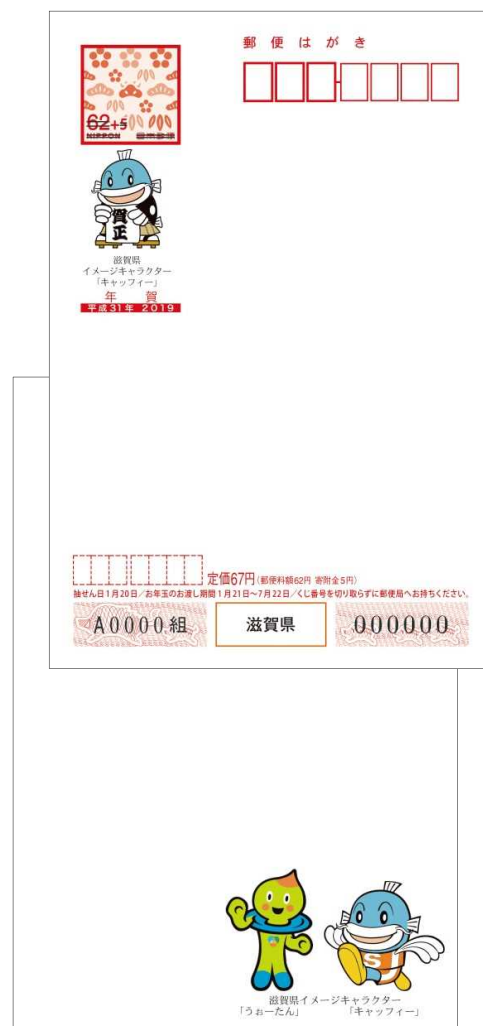 郵便はがき
62+5
NIPPON 日本郵便
賀正
滋賀県
イメージキャラクター
「キャッフィー」
年 賀
平成31年 2019
定価67円(郵便料額62円 寄附金5円)
抽せん日1月20日/お年玉のお渡し期間1月21日~7月22日/くじ番号を切り取らずに郵便局へお持ちください。
A0000組 滋賀県 000000
SJ
滋賀県イメージキャラクター
「うぉーたん」 「キャッフィー」